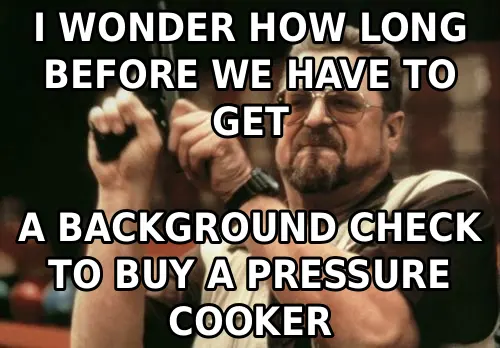 I WONDER HOW LONG
BEFORE WE HAVE TO
GET
A BACKGROUND CHECK
TO BUY A PRESSURE
COOKER